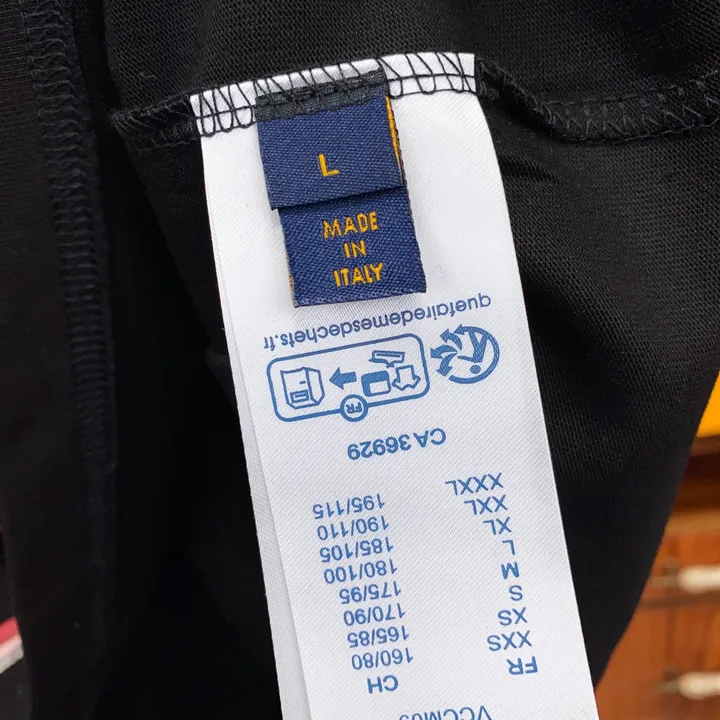 L
MADE
IN
ITALY
FR CH
XXS 160/80
XS 165/85
S 170/90
M 175/95
L 180/100
XL 185/105
XXL 190/110
XXXL 195/115
CA 36929
FR
quefairedemesdechets.fr